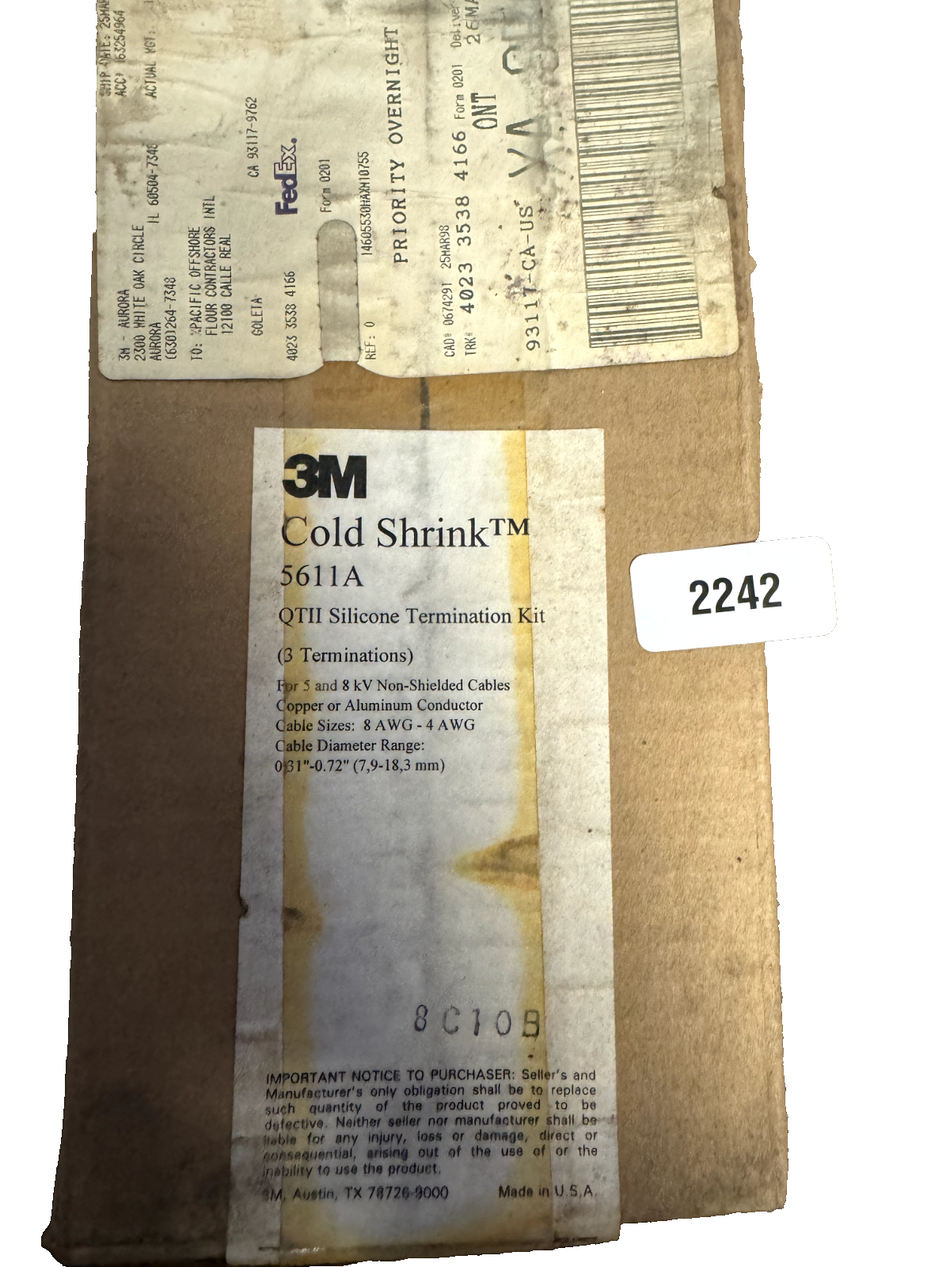 SHIP DATE: 25MAR
ACC# 163254964
ACTUAL WGT:
3M - AURORA
2300 WHITE OAK CIRCLE
AURORA IL 60504-7348
(630)264-7348
TO: PACIFIC OFFSHORE
FLOUR CONTRACTORS INTL
12100 CALLE REAL
GOLETA CA 93117-9762
4023 3538 4166 FedEx.
Form 0201
REF: 0
PRIORITY OVERNIGHT
CAD# 0674291 25MAR98
TRK# 4023 3538 4166 Form 0201
ONT
93117-CA-US
3M
Cold Shrink™
5611A
QTII Silicone Termination Kit
(3 Terminations)
For 5 and 8 kV Non-Shielded Cables
Copper or Aluminum Conductor
Cable Sizes: 8 AWG - 4 AWG
Cable Diameter Range:
0.31"-0.72" (7,9-18,3 mm)
2242
8C10B
IMPORTANT NOTICE TO PURCHASER: Seller's and
Manufacturer's only obligation shall be to replace
such quantity of the product proved to be
defective. Neither seller nor manufacturer shall be
liable for any injury, loss or damage, direct or
consequential, arising out of the use of or the
inability to use the product.
3M, Austin, TX 78726-9000 Made in U.S.A.